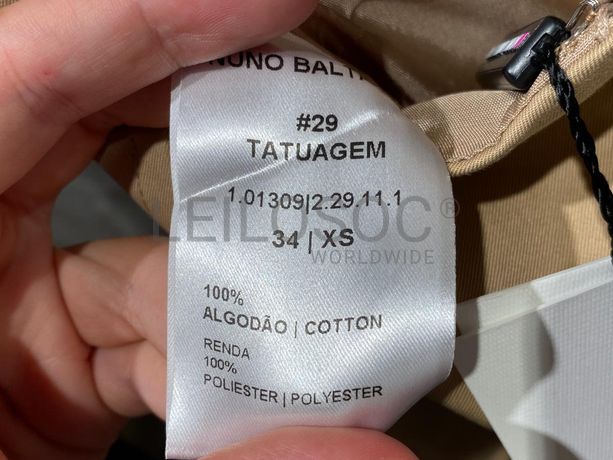 NUNO
#29
TATUAGEM
1.01309|2.29.11.1
LEILOSOC®
34 | XS
WORLDWIDE
100%
ALGODÃO | COTTON
RENDA
100%
POLIESTER | POLYESTER